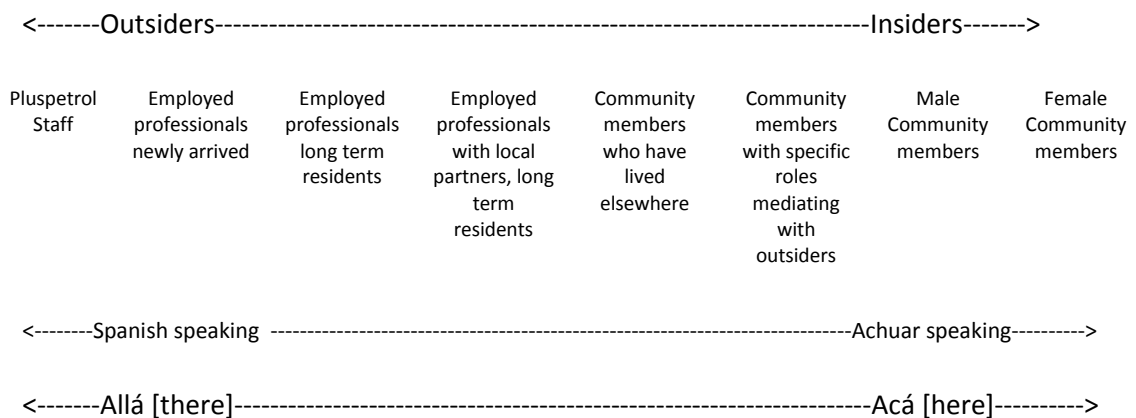 <-------Outsiders-----------------------------------------------------------------------Insiders------->
Pluspetrol
Staff
Employed
professionals
newly arrived
Employed
professionals
long term
residents
Employed
professionals
with local
partners, long
term
residents
Community
members
who have
lived
elsewhere
Community
members
with specific
roles
mediating
with
outsiders
Male
Community
members
Female
Community
members
<--------Spanish speaking -------------------------------------------------------------------------------Achuar speaking---------->
<-------Allá [there]---------------------------------------------------------------------Acá [here]---------->